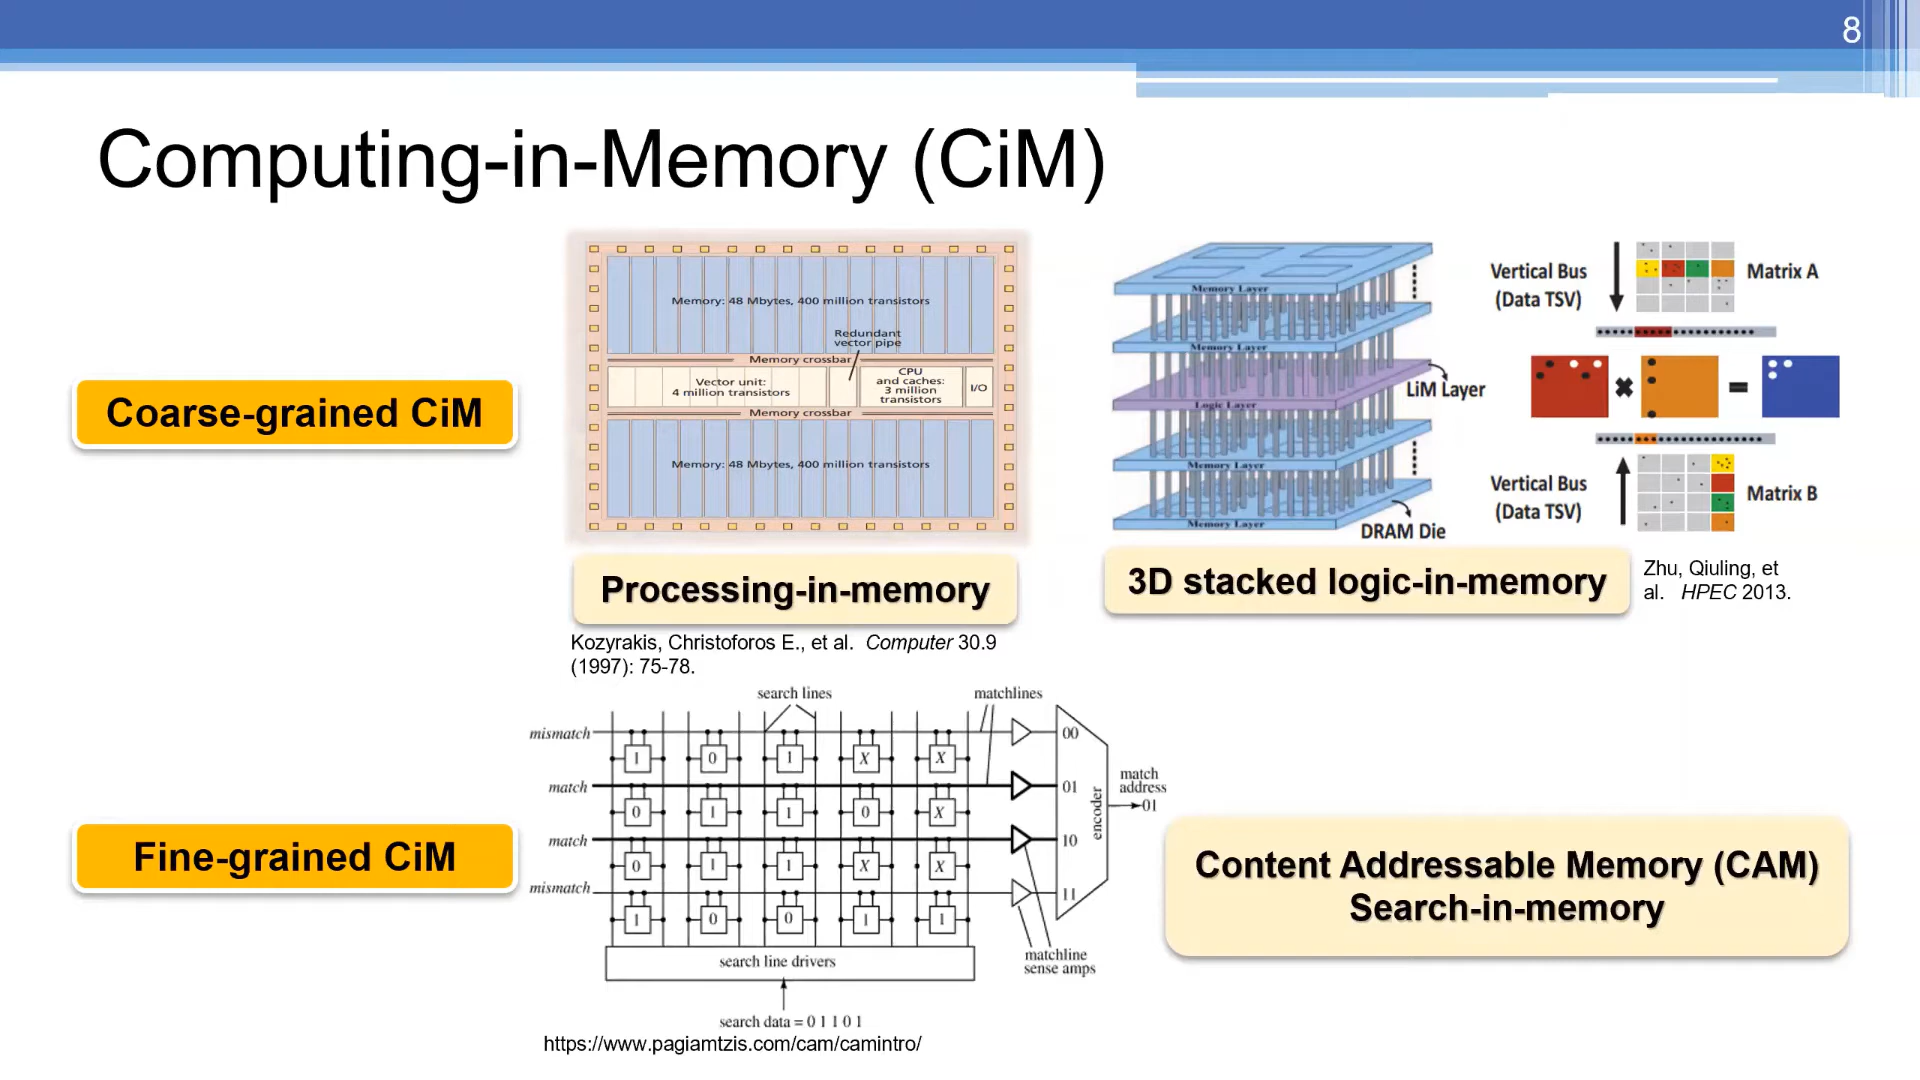 8
Computing-in-Memory (CiM)
Coarse-grained CiM
Memory: 48 Mbytes, 400 million transistors
Redundant
vector pipe
Memory crossbar
Vector unit:
4 million transistors
CPU
and caches:
3 million
transistors
I/O
Memory crossbar
Memory: 48 Mbytes, 400 million transistors
Processing-in-memory
Kozyrakis, Christoforos E., et al. Computer 30.9
(1997): 75-78.
Memory Layer
Memory Layer
Logic Layer
LiM Layer
Memory Layer
Memory Layer
DRAM Die
Vertical Bus
(Data TSV)
Matrix A
Vertical Bus
(Data TSV)
Matrix B
3D stacked logic-in-memory
Zhu, Qiuling, et
al. HPEC 2013.
Fine-grained CiM
search lines
matchlines
mismatch
00
1 0 1 X X
match
01
0 1 1 0 X
match
10
0 1 1 X X
mismatch
11
1 0 0 1 1
encoder
match
address
01
search line drivers
matchline
sense amps
search data = 0 1 1 0 1
https://www.pagiamtzis.com/cam/camintro/
Content Addressable Memory (CAM)
Search-in-memory